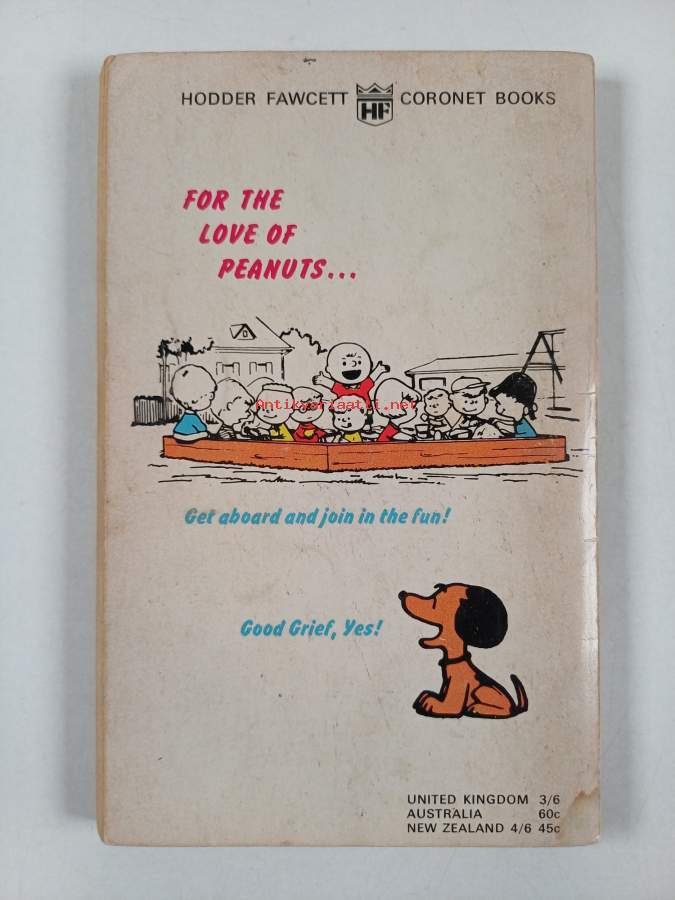 HODDER FAWCETT HF CORONET BOOKS
FOR THE
LOVE OF
PEANUTS...
Antikvariaatti.net
Get aboard and join in the fun!
Good Grief, Yes!
UNITED KINGDOM 3/6
AUSTRALIA 60c
NEW ZEALAND 4/6 45c